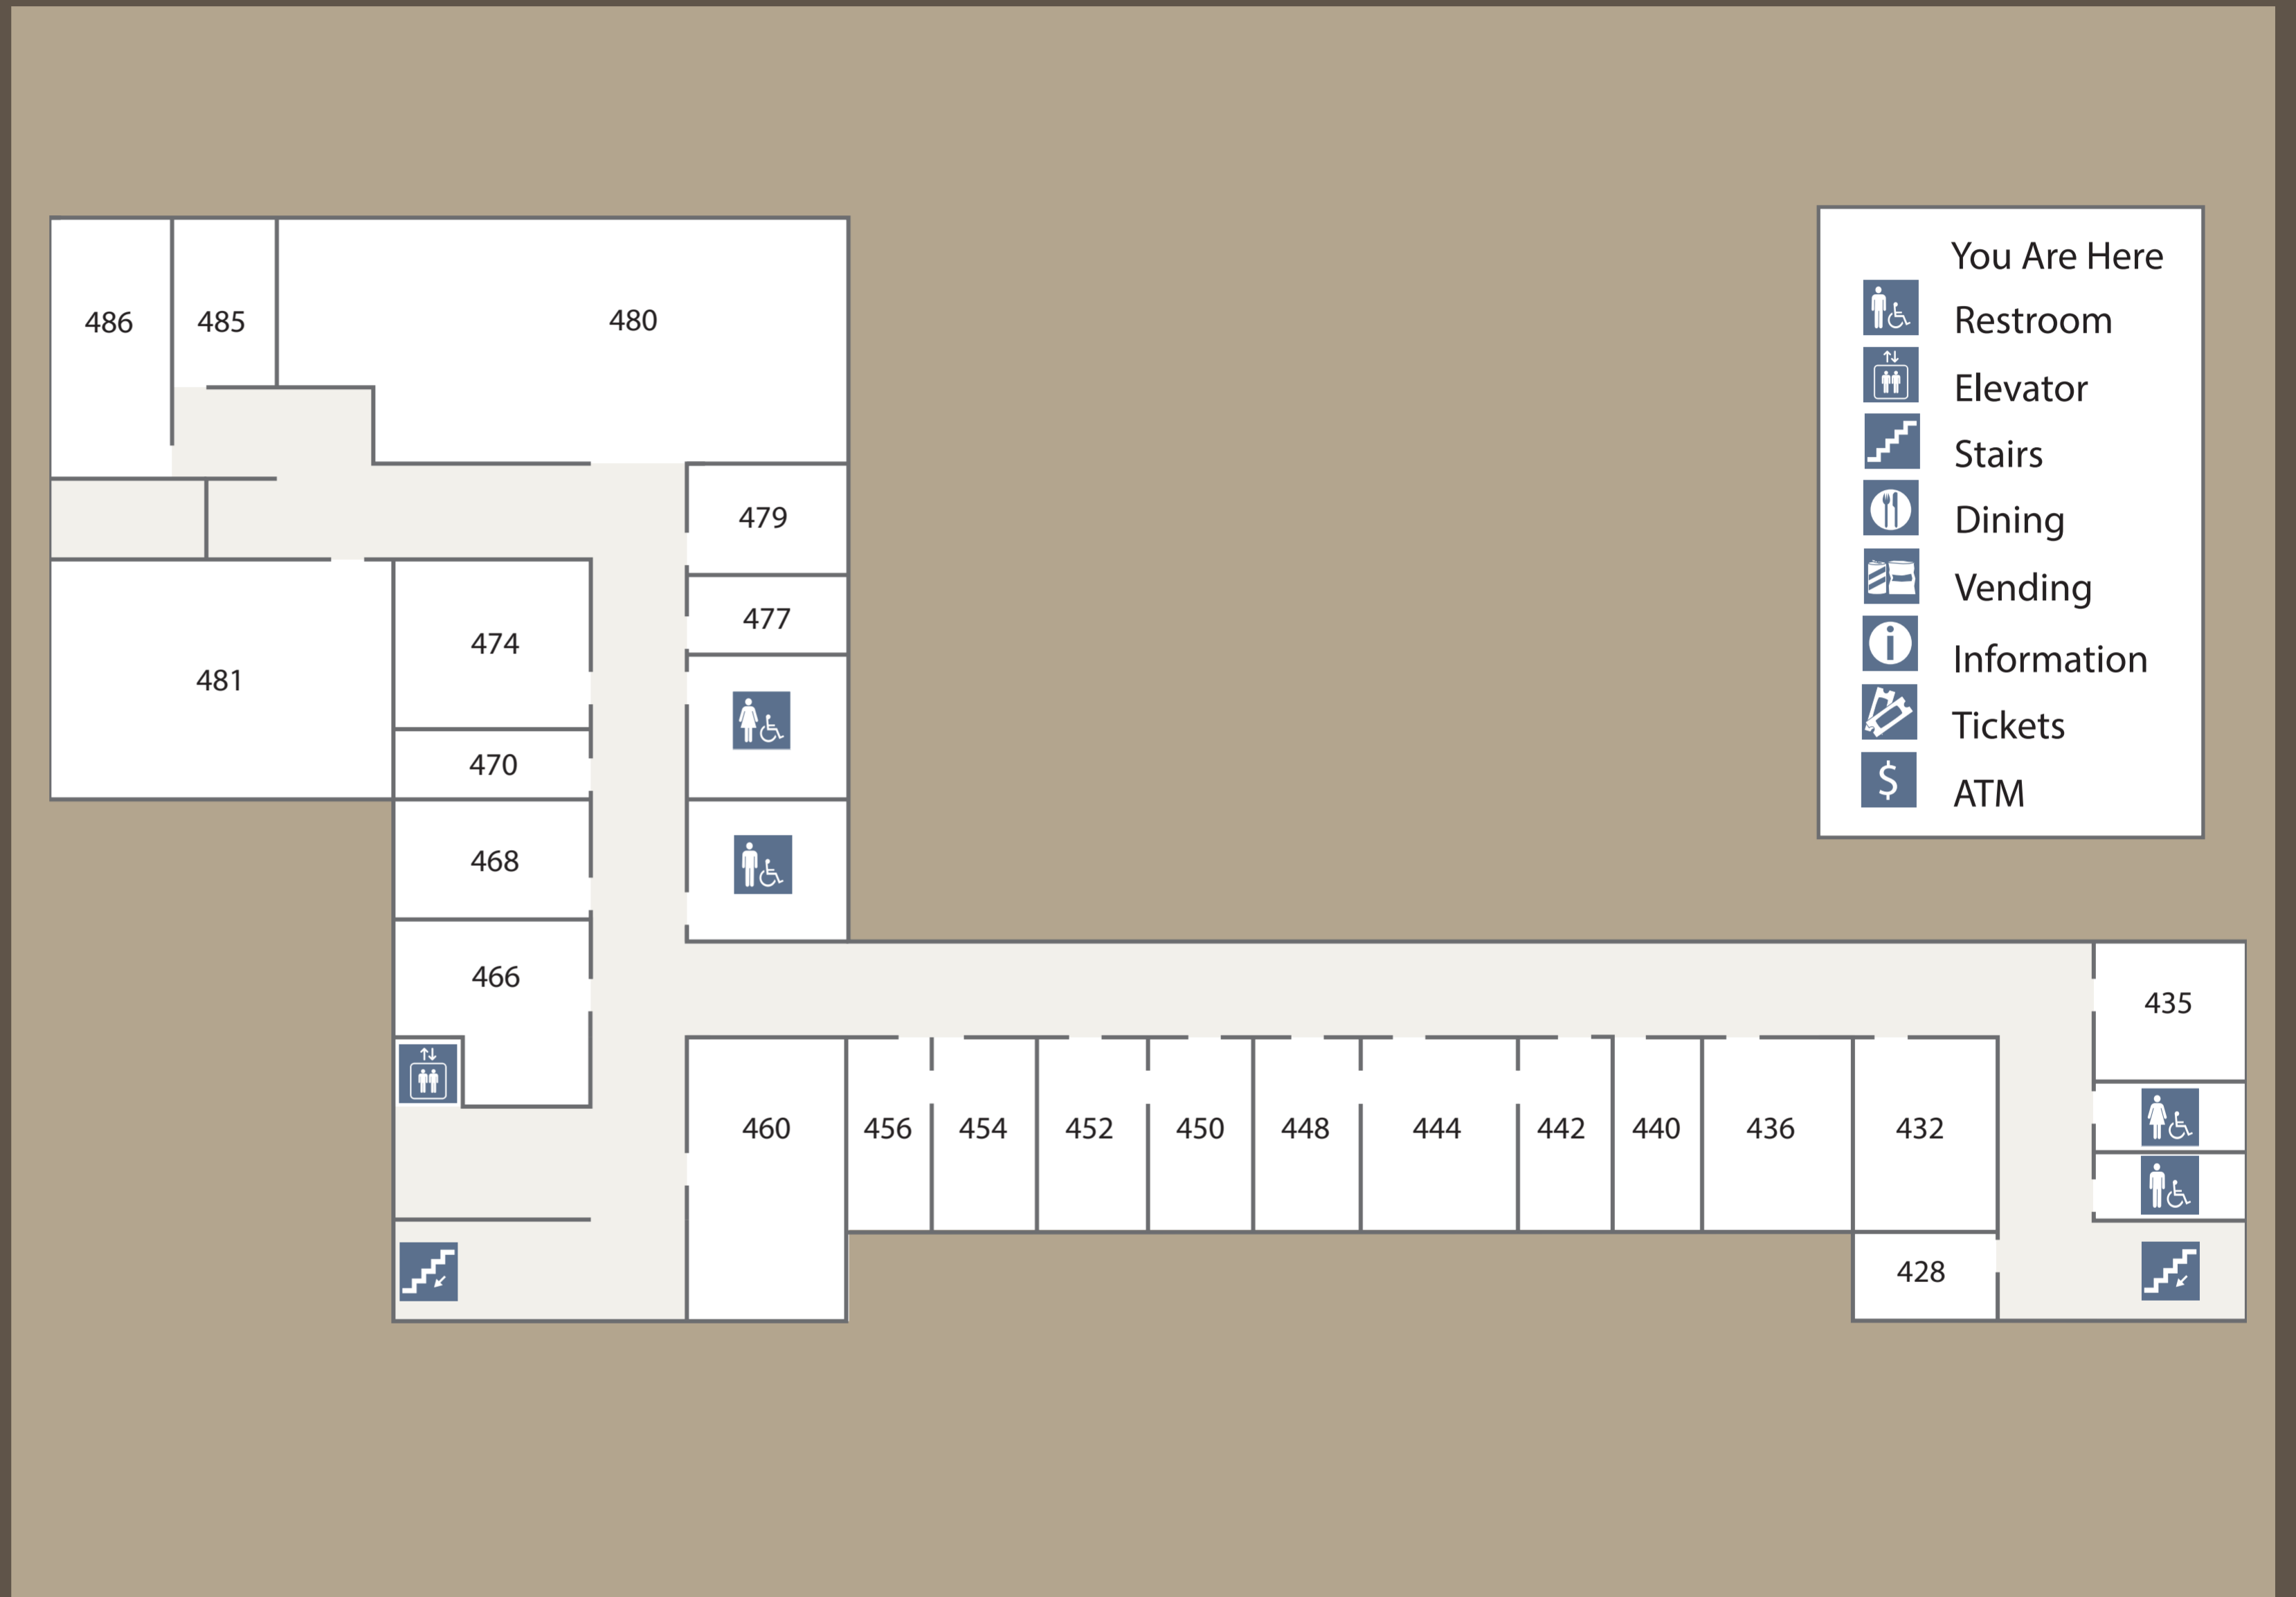 You Are Here
Restroom
Elevator
Stairs
Dining
Vending
Information
Tickets
$ ATM
486 485 480
479
477
474
481
470
468
466
435
460 456 454 452 450 448 444 442 440 436 432
428